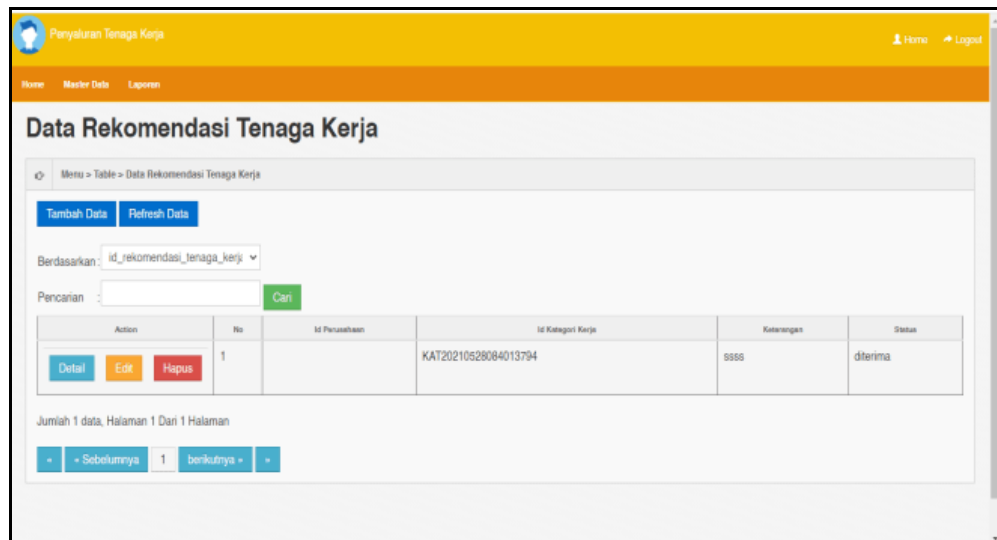 Penyaluran Tenaga Kerja
Home Logout
Home Master Data Laporan
Data Rekomendasi Tenaga Kerja
Menu > Table > Data Rekomendasi Tenaga Kerja
Tambah Data Refresh Data
Berdasarkan : id_rekomendasi_tenaga_kerja
Pencarian : Cari
Action No Id Perusahaan Id Kategori Kerja Keterangan Status
Detail Edit Hapus 1 KAT20210528084013794 ssss diterima
Jumlah 1 data, Halaman 1 Dari 1 Halaman
« « Sebelumnya 1 berikutnya » »